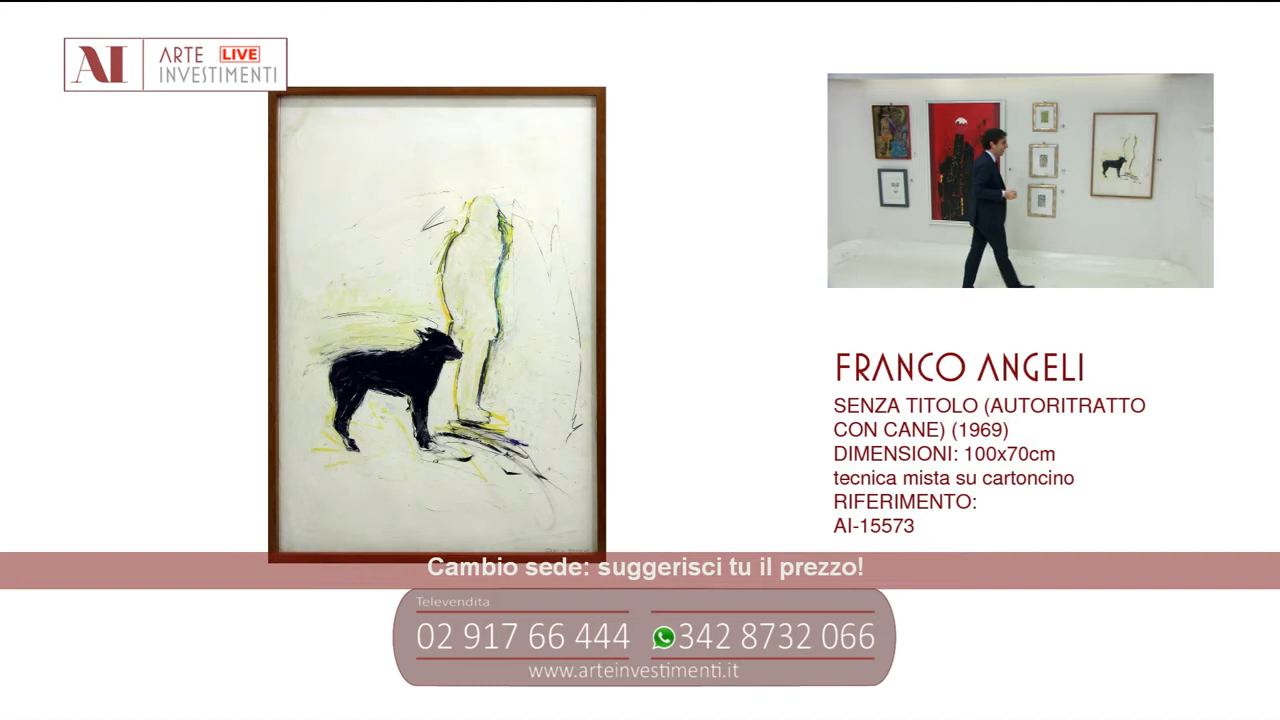 AI ARTE LIVE
INVESTIMENTI
FRANCO ANGELI
SENZA TITOLO (AUTORITRATTO
CON CANE) (1969)
DIMENSIONI: 100x70cm
tecnica mista su cartoncino
RIFERIMENTO:
AI-15573
Cambio sede: suggerisci tu il prezzo!
Televendita
02 917 66 444 342 8732 066
www.arteinvestimenti.it